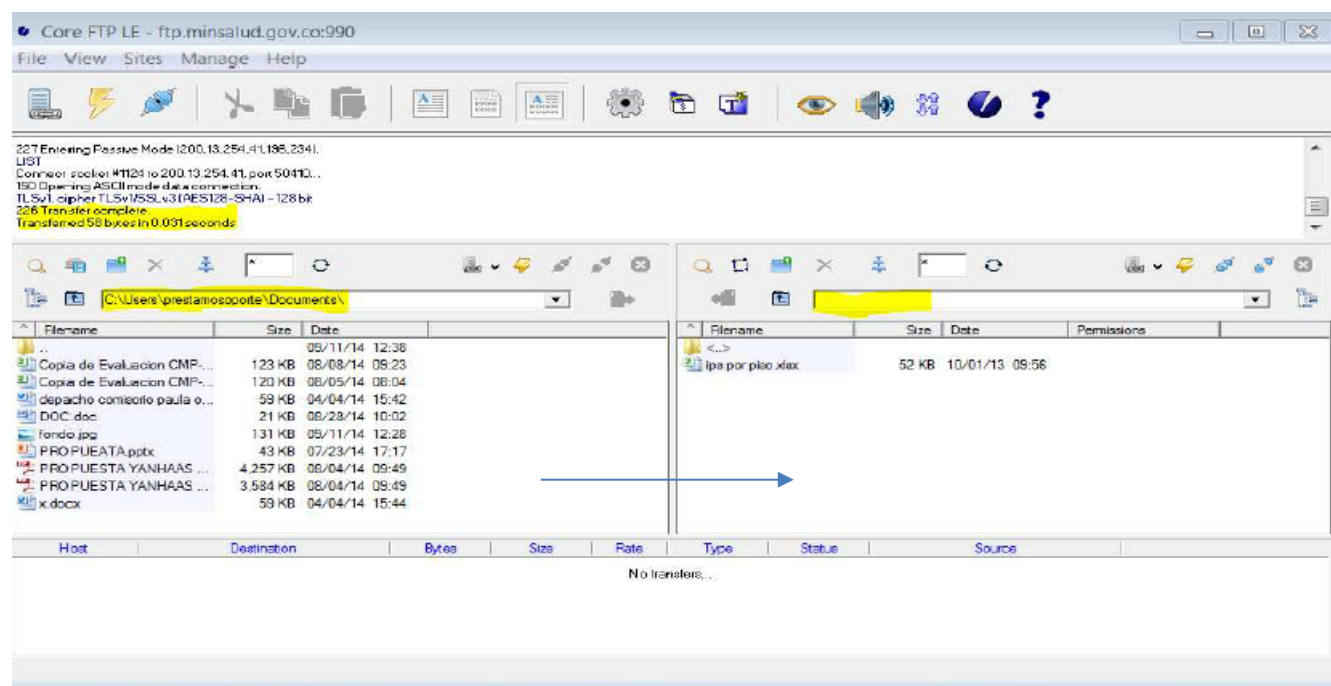 Core FTP LE - ftp.minsalud.gov.co:990
File View Sites Manage Help
227 Entering Passive Mode (200,13,254,41,196,234).
LIST
Connect socket #1124 to 200.13.254.41, port 50410...
150 Opening ASCII mode data connection.
TLSv1, cipher TLSv1/SSLv3 (AES128-SHA) - 128 bit
226 Transfer complete.
Transferred 58 bytes in 0.031 seconds
C:\Users\prestamosoporte\Documents\
Filename Size Date
.. 09/11/14 12:38
Copia de Evaluacion CMP-... 123 KB 08/08/14 09:23
Copia de Evaluacion CMP-... 120 KB 08/05/14 08:04
depacho comisorio paula o... 59 KB 04/04/14 15:42
DOC.doc 21 KB 08/28/14 10:02
fondo.jpg 131 KB 09/11/14 12:28
PROPUEATA.pptx 43 KB 07/23/14 17:17
PROPUESTA YANHAAS ... 4,257 KB 08/04/14 09:49
PROPUESTA YANHAAS ... 3,584 KB 08/04/14 09:49
x.docx 59 KB 04/04/14 15:44
Filename Size Date Permissions
<..>
ips por piso.xlsx 52 KB 10/01/13 09:56
Host Destination Bytes Size Rate Type Status Source
No transfers...